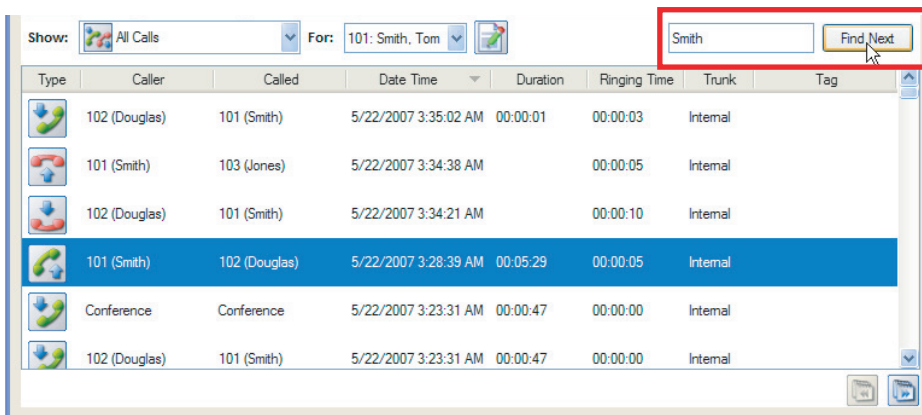 Show: All Calls For: 101: Smith, Tom Smith Find Next
Type Caller Called Date Time Duration Ringing Time Trunk Tag
102 (Douglas) 101 (Smith) 5/22/2007 3:35:02 AM 00:00:01 00:00:03 Internal
101 (Smith) 103 (Jones) 5/22/2007 3:34:38 AM 00:00:05 Internal
102 (Douglas) 101 (Smith) 5/22/2007 3:34:21 AM 00:00:10 Internal
101 (Smith) 102 (Douglas) 5/22/2007 3:28:39 AM 00:05:29 00:00:05 Internal
Conference Conference 5/22/2007 3:23:31 AM 00:00:47 00:00:00 Internal
102 (Douglas) 101 (Smith) 5/22/2007 3:23:31 AM 00:00:47 00:00:00 Internal